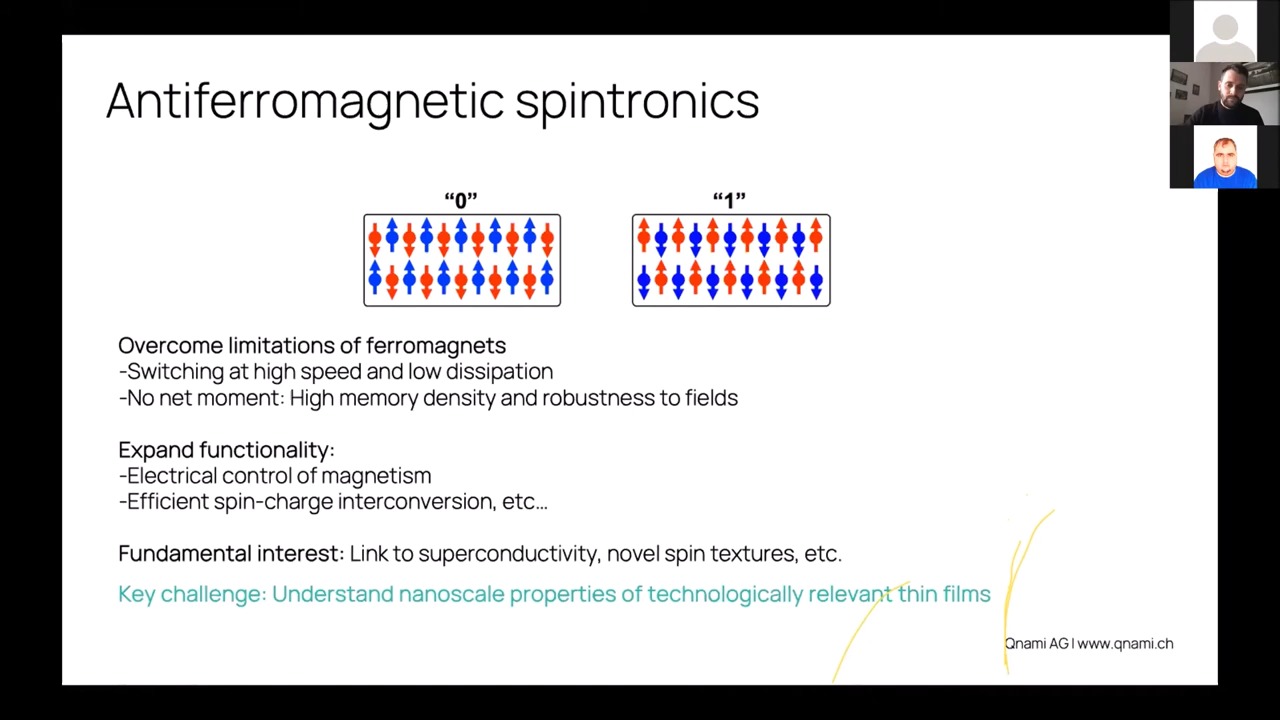 Antiferromagnetic spintronics
“0” “1”
Overcome limitations of ferromagnets
-Switching at high speed and low dissipation
-No net moment: High memory density and robustness to fields
Expand functionality:
-Electrical control of magnetism
-Efficient spin-charge interconversion, etc…
Fundamental interest: Link to superconductivity, novel spin textures, etc.
Key challenge: Understand nanoscale properties of technologically relevant thin films
Qnami AG | www.qnami.ch